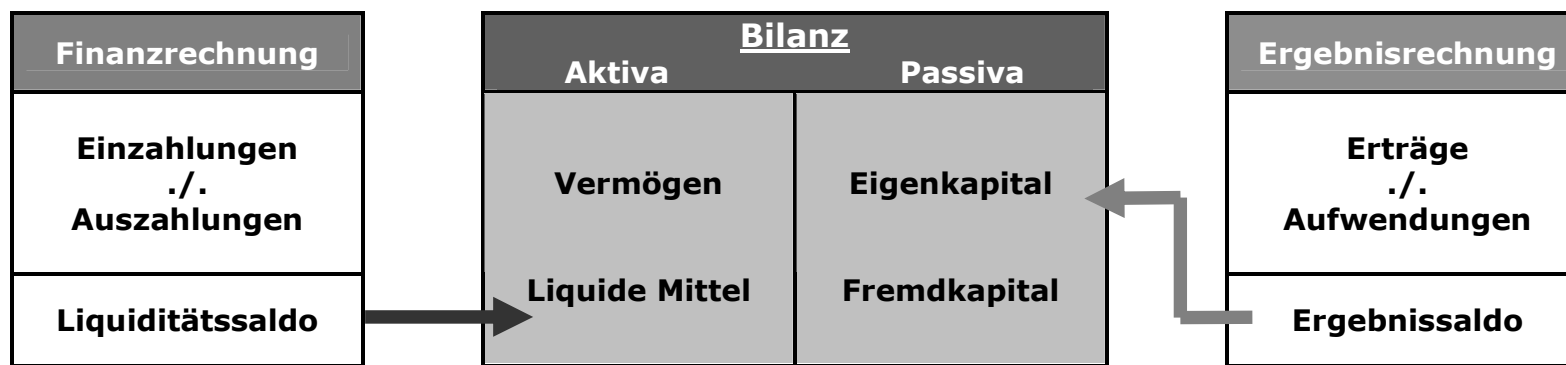 Finanzrechnung
Einzahlungen
./.
Auszahlungen
Liquiditätssaldo
Bilanz
Aktiva Passiva
Vermögen Eigenkapital
Liquide Mittel Fremdkapital
Ergebnisrechnung
Erträge
./.
Aufwendungen
Ergebnissaldo